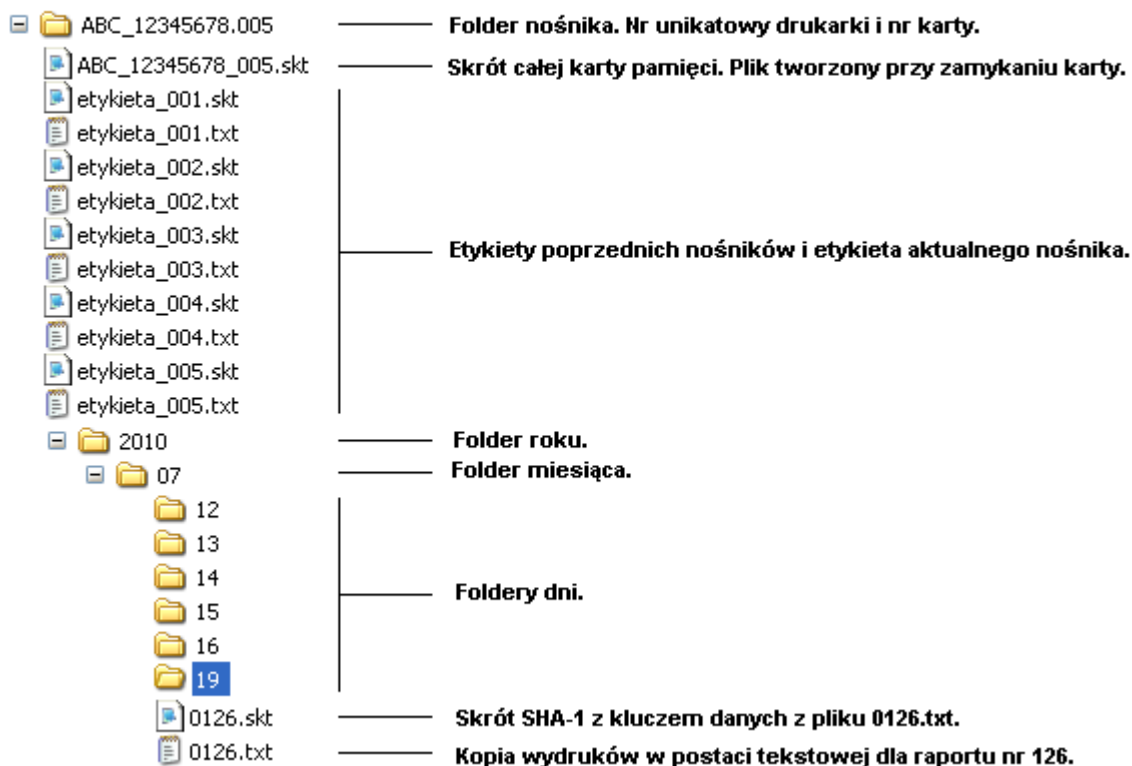 ABC_12345678.005 Folder nośnika. Nr unikatowy drukarki i nr karty.
ABC_12345678_005.skt Skrót całej karty pamięci. Plik tworzony przy zamykaniu karty.
etykieta_001.skt
etykieta_001.txt
etykieta_002.skt
etykieta_002.txt
etykieta_003.skt
Etykiety poprzednich nośników i etykieta aktualnego nośnika.
etykieta_003.txt
etykieta_004.skt
etykieta_004.txt
etykieta_005.skt
etykieta_005.txt
2010 Folder roku.
07 Folder miesiąca.
12
13
14
Foldery dni.
15
16
19
0126.skt Skrót SHA-1 z kluczem danych z pliku 0126.txt.
0126.txt Kopia wydruków w postaci tekstowej dla raportu nr 126.